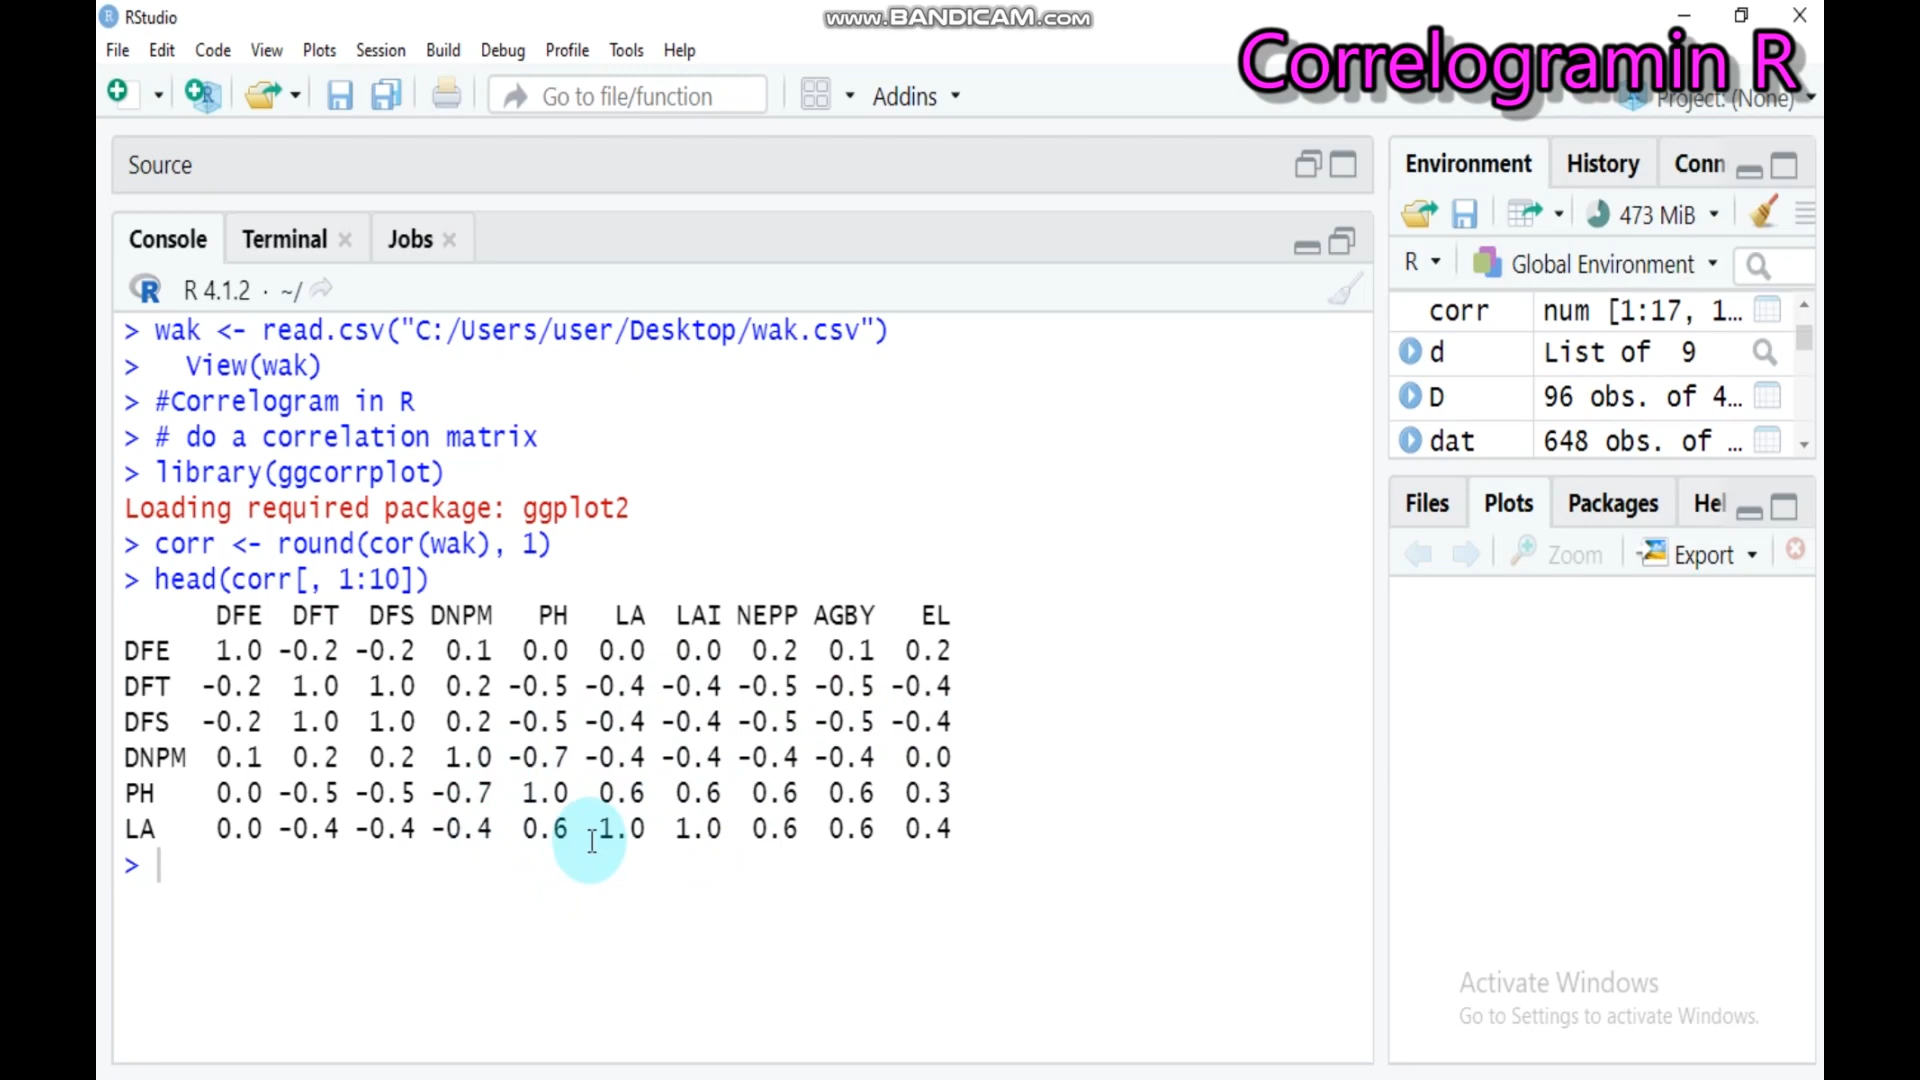 RStudio
www.BANDICAM.com
File Edit Code View Plots Session Build Debug Profile Tools Help
Correlogramin R
Go to file/function
Addins
Project: (None)
Source
Console Terminal Jobs
R 4.1.2 · ~/
> wak <- read.csv("C:/Users/user/Desktop/wak.csv")
>   View(wak)
> #Correlogram in R
> # do a correlation matrix
> library(ggcorrplot)
Loading required package: ggplot2
> corr <- round(cor(wak), 1)
> head(corr[, 1:10])
      DFE  DFT  DFS DNPM   PH   LA  LAI NEPP AGBY   EL
DFE   1.0 -0.2 -0.2  0.1  0.0  0.0  0.0  0.2  0.1  0.2
DFT  -0.2  1.0  1.0  0.2 -0.5 -0.4 -0.4 -0.5 -0.5 -0.4
DFS  -0.2  1.0  1.0  0.2 -0.5 -0.4 -0.4 -0.5 -0.5 -0.4
DNPM  0.1  0.2  0.2  1.0 -0.7 -0.4 -0.4 -0.4 -0.4  0.0
PH    0.0 -0.5 -0.5 -0.7  1.0  0.6  0.6  0.6  0.6  0.3
LA    0.0 -0.4 -0.4 -0.4  0.6  1.0  1.0  0.6  0.6  0.4
>
Environment History Conn
473 MiB
R Global Environment
corr num [1:17, 1...
d List of 9
D 96 obs. of 4...
dat 648 obs. of ...
Files Plots Packages Hel
Zoom Export
Activate Windows
Go to Settings to activate Windows.